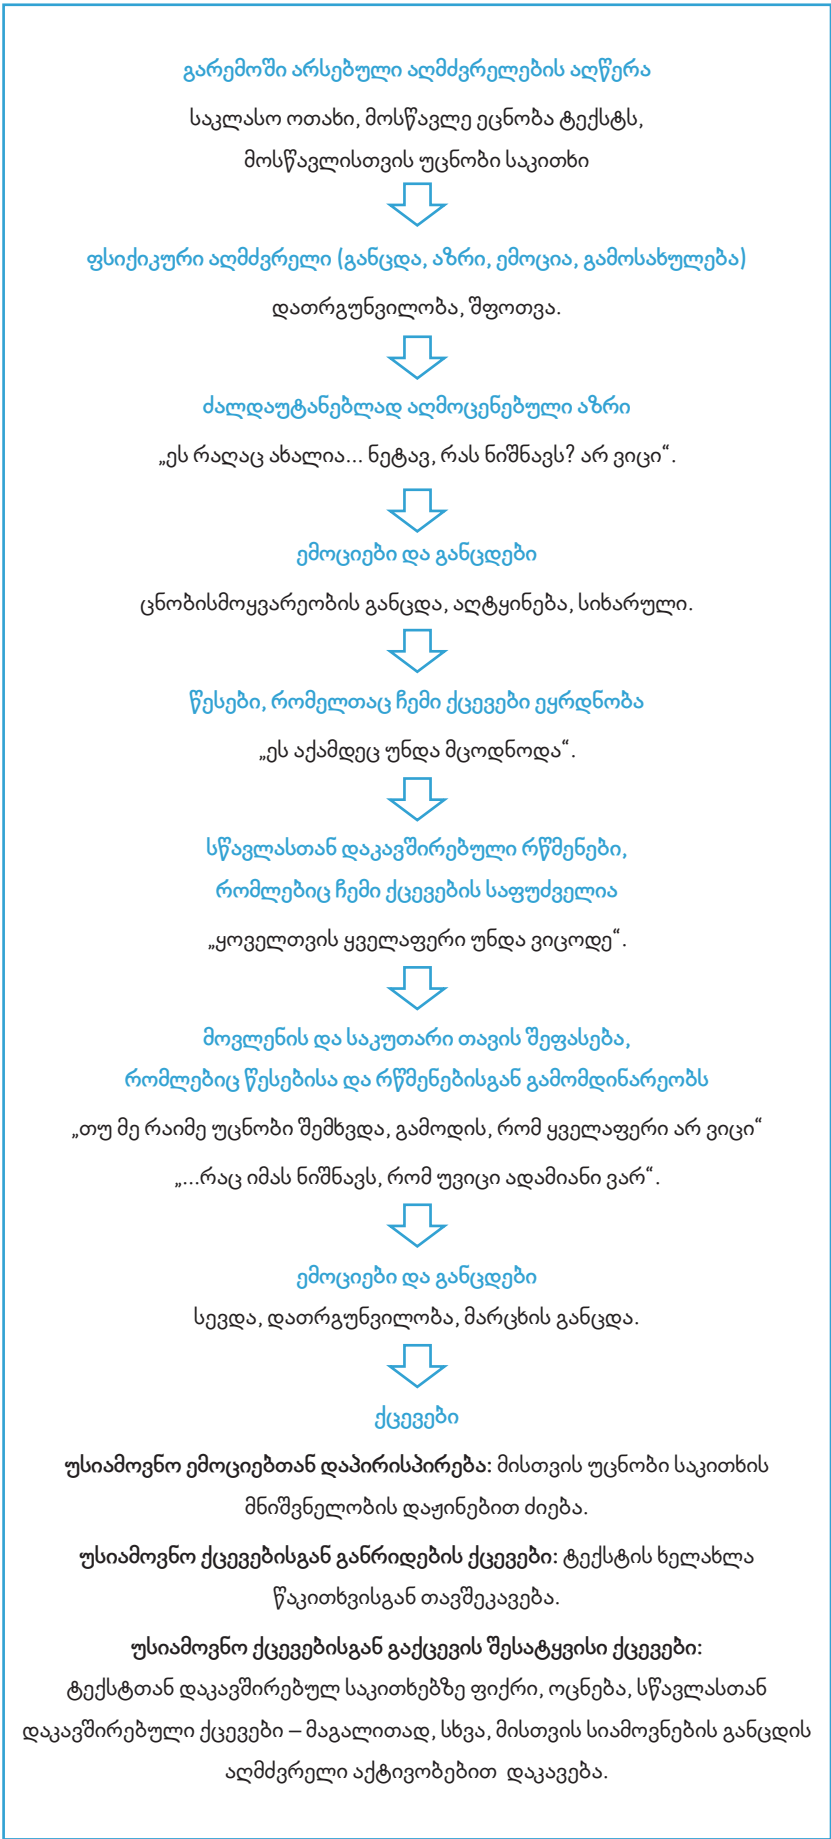 გარემოში არსებული აღმძვრელების აღწერა
საკლასო ოთახი, მოსწავლე ეცნობა ტექსტს,
მოსწავლისთვის უცნობი საკითხი
ფსიქიკური აღმძვრელი (განცდა, აზრი, ემოცია, გამოსახულება)
დათრგუნვილობა, შფოთვა.
ძალდაუტანებლად აღმოცენებული აზრი
„ეს რაღაც ახალია... ნეტავ, რას ნიშნავს? არ ვიცი“.
ემოციები და განცდები
ცნობისმოყვარეობის განცდა, აღტყინება, სიხარული.
წესები, რომელთაც ჩემი ქცევები ეყრდნობა
„ეს აქამდეც უნდა მცოდნოდა“.
სწავლასთან დაკავშირებული რწმენები,
რომლებიც ჩემი ქცევების საფუძველია
„ყოველთვის ყველაფერი უნდა ვიცოდე“.
მოვლენის და საკუთარი თავის შეფასება,
რომლებიც წესებისა და რწმენებისგან გამომდინარეობს
„თუ მე რაიმე უცნობი შემხვდა, გამოდის, რომ ყველაფერი არ ვიცი“
„...რაც იმას ნიშნავს, რომ უვიცი ადამიანი ვარ“.
ემოციები და განცდები
სევდა, დათრგუნვილობა, მარცხის განცდა.
ქცევები
უსიამოვნო ემოციებთან დაპირისპირება: მისთვის უცნობი საკითხის
მნიშვნელობის დაჟინებით ძიება.
უსიამოვნო ქცევებისგან განრიდების ქცევები: ტექსტის ხელახლა
წაკითხვისგან თავშეკავება.
უსიამოვნო ქცევებისგან გაქცევის შესატყვისი ქცევები:
ტექსტთან დაკავშირებულ საკითხებზე ფიქრი, ოცნება, სწავლასთან
დაკავშირებული ქცევები – მაგალითად, სხვა, მისთვის სიამოვნების განცდის
აღმძვრელი აქტივობებით დაკავება.